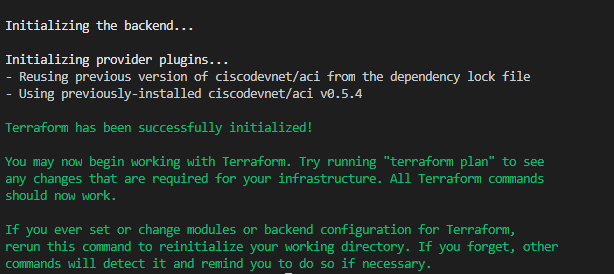 Initializing the backend...
Initializing provider plugins...
- Reusing previous version of ciscodevnet/aci from the dependency lock file
- Using previously-installed ciscodevnet/aci v0.5.4
Terraform has been successfully initialized!
You may now begin working with Terraform. Try running "terraform plan" to see
any changes that are required for your infrastructure. All Terraform commands
should now work.
If you ever set or change modules or backend configuration for Terraform,
rerun this command to reinitialize your working directory. If you forget, other
commands will detect it and remind you to do so if necessary.